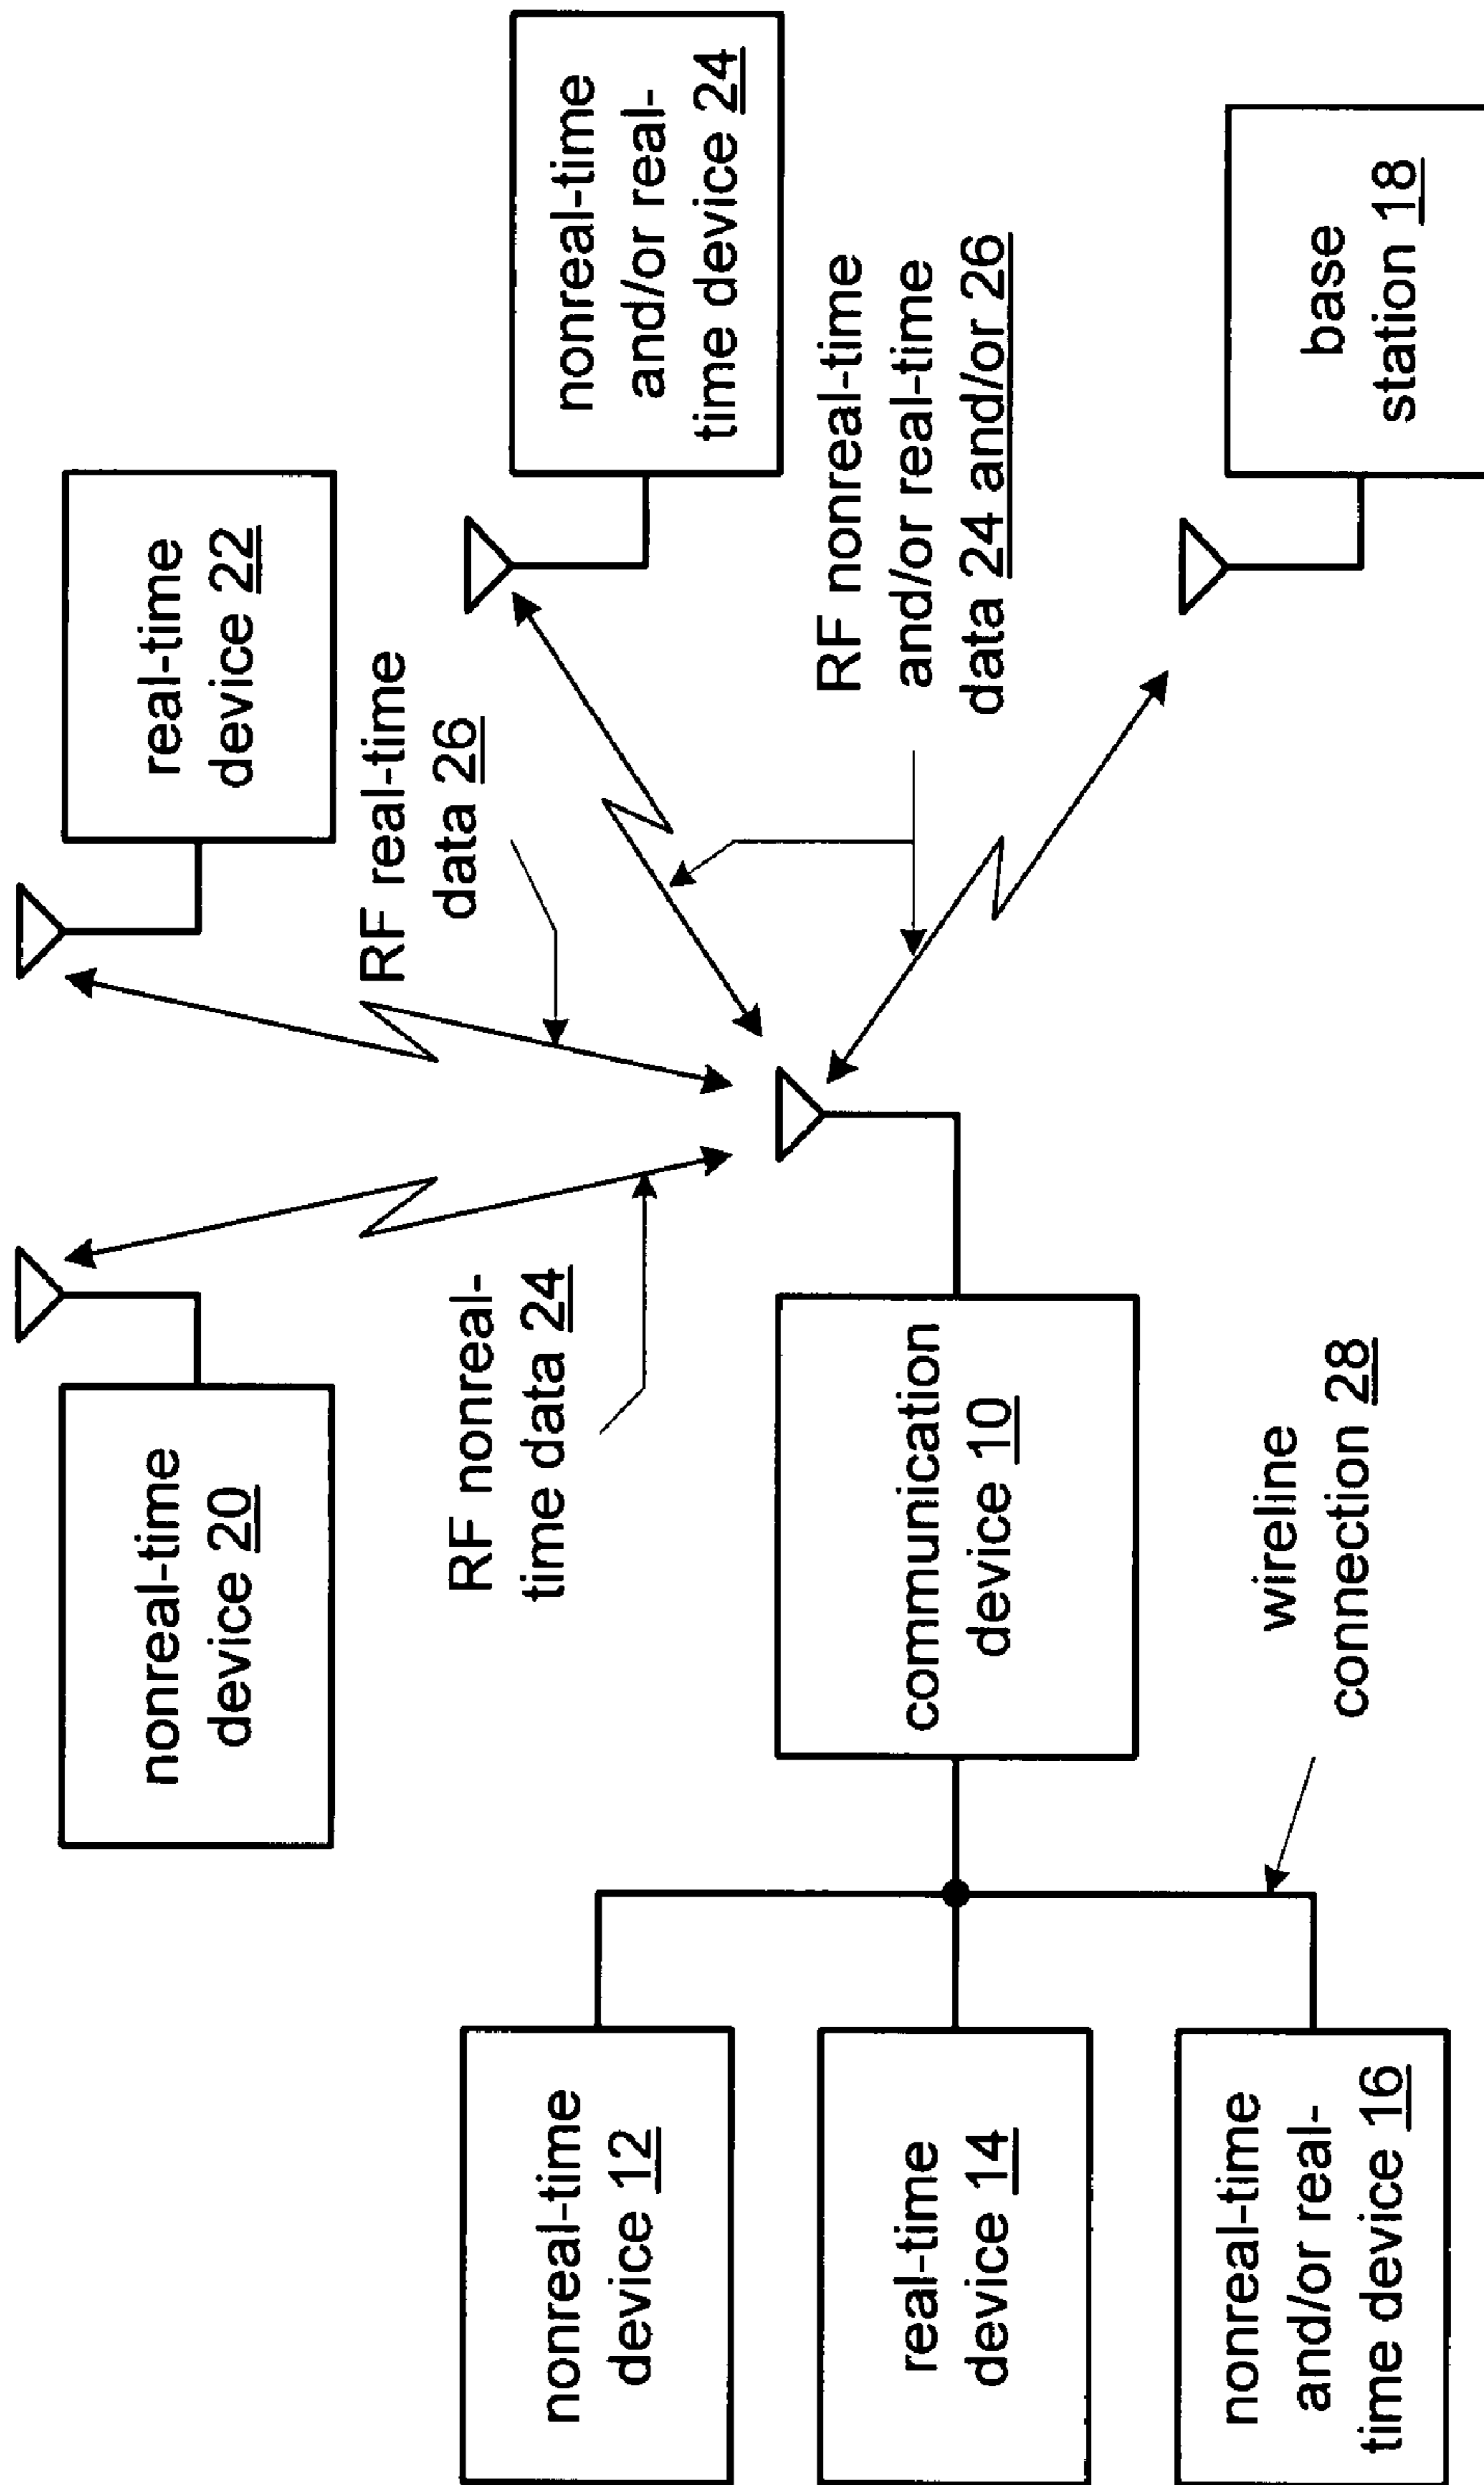 nonreal-time
device 20
real-time
device 22
RF nonreal-
time data 24
RF real-time
data 26
nonreal-time
and/or real-
time device 24
nonreal-time
device 12
communication
device 10
RF nonreal-time
and/or real-time
data 24 and/or 26
real-time
device 14
wireline
connection 28
nonreal-time
and/or real-
time device 16
base
station 18